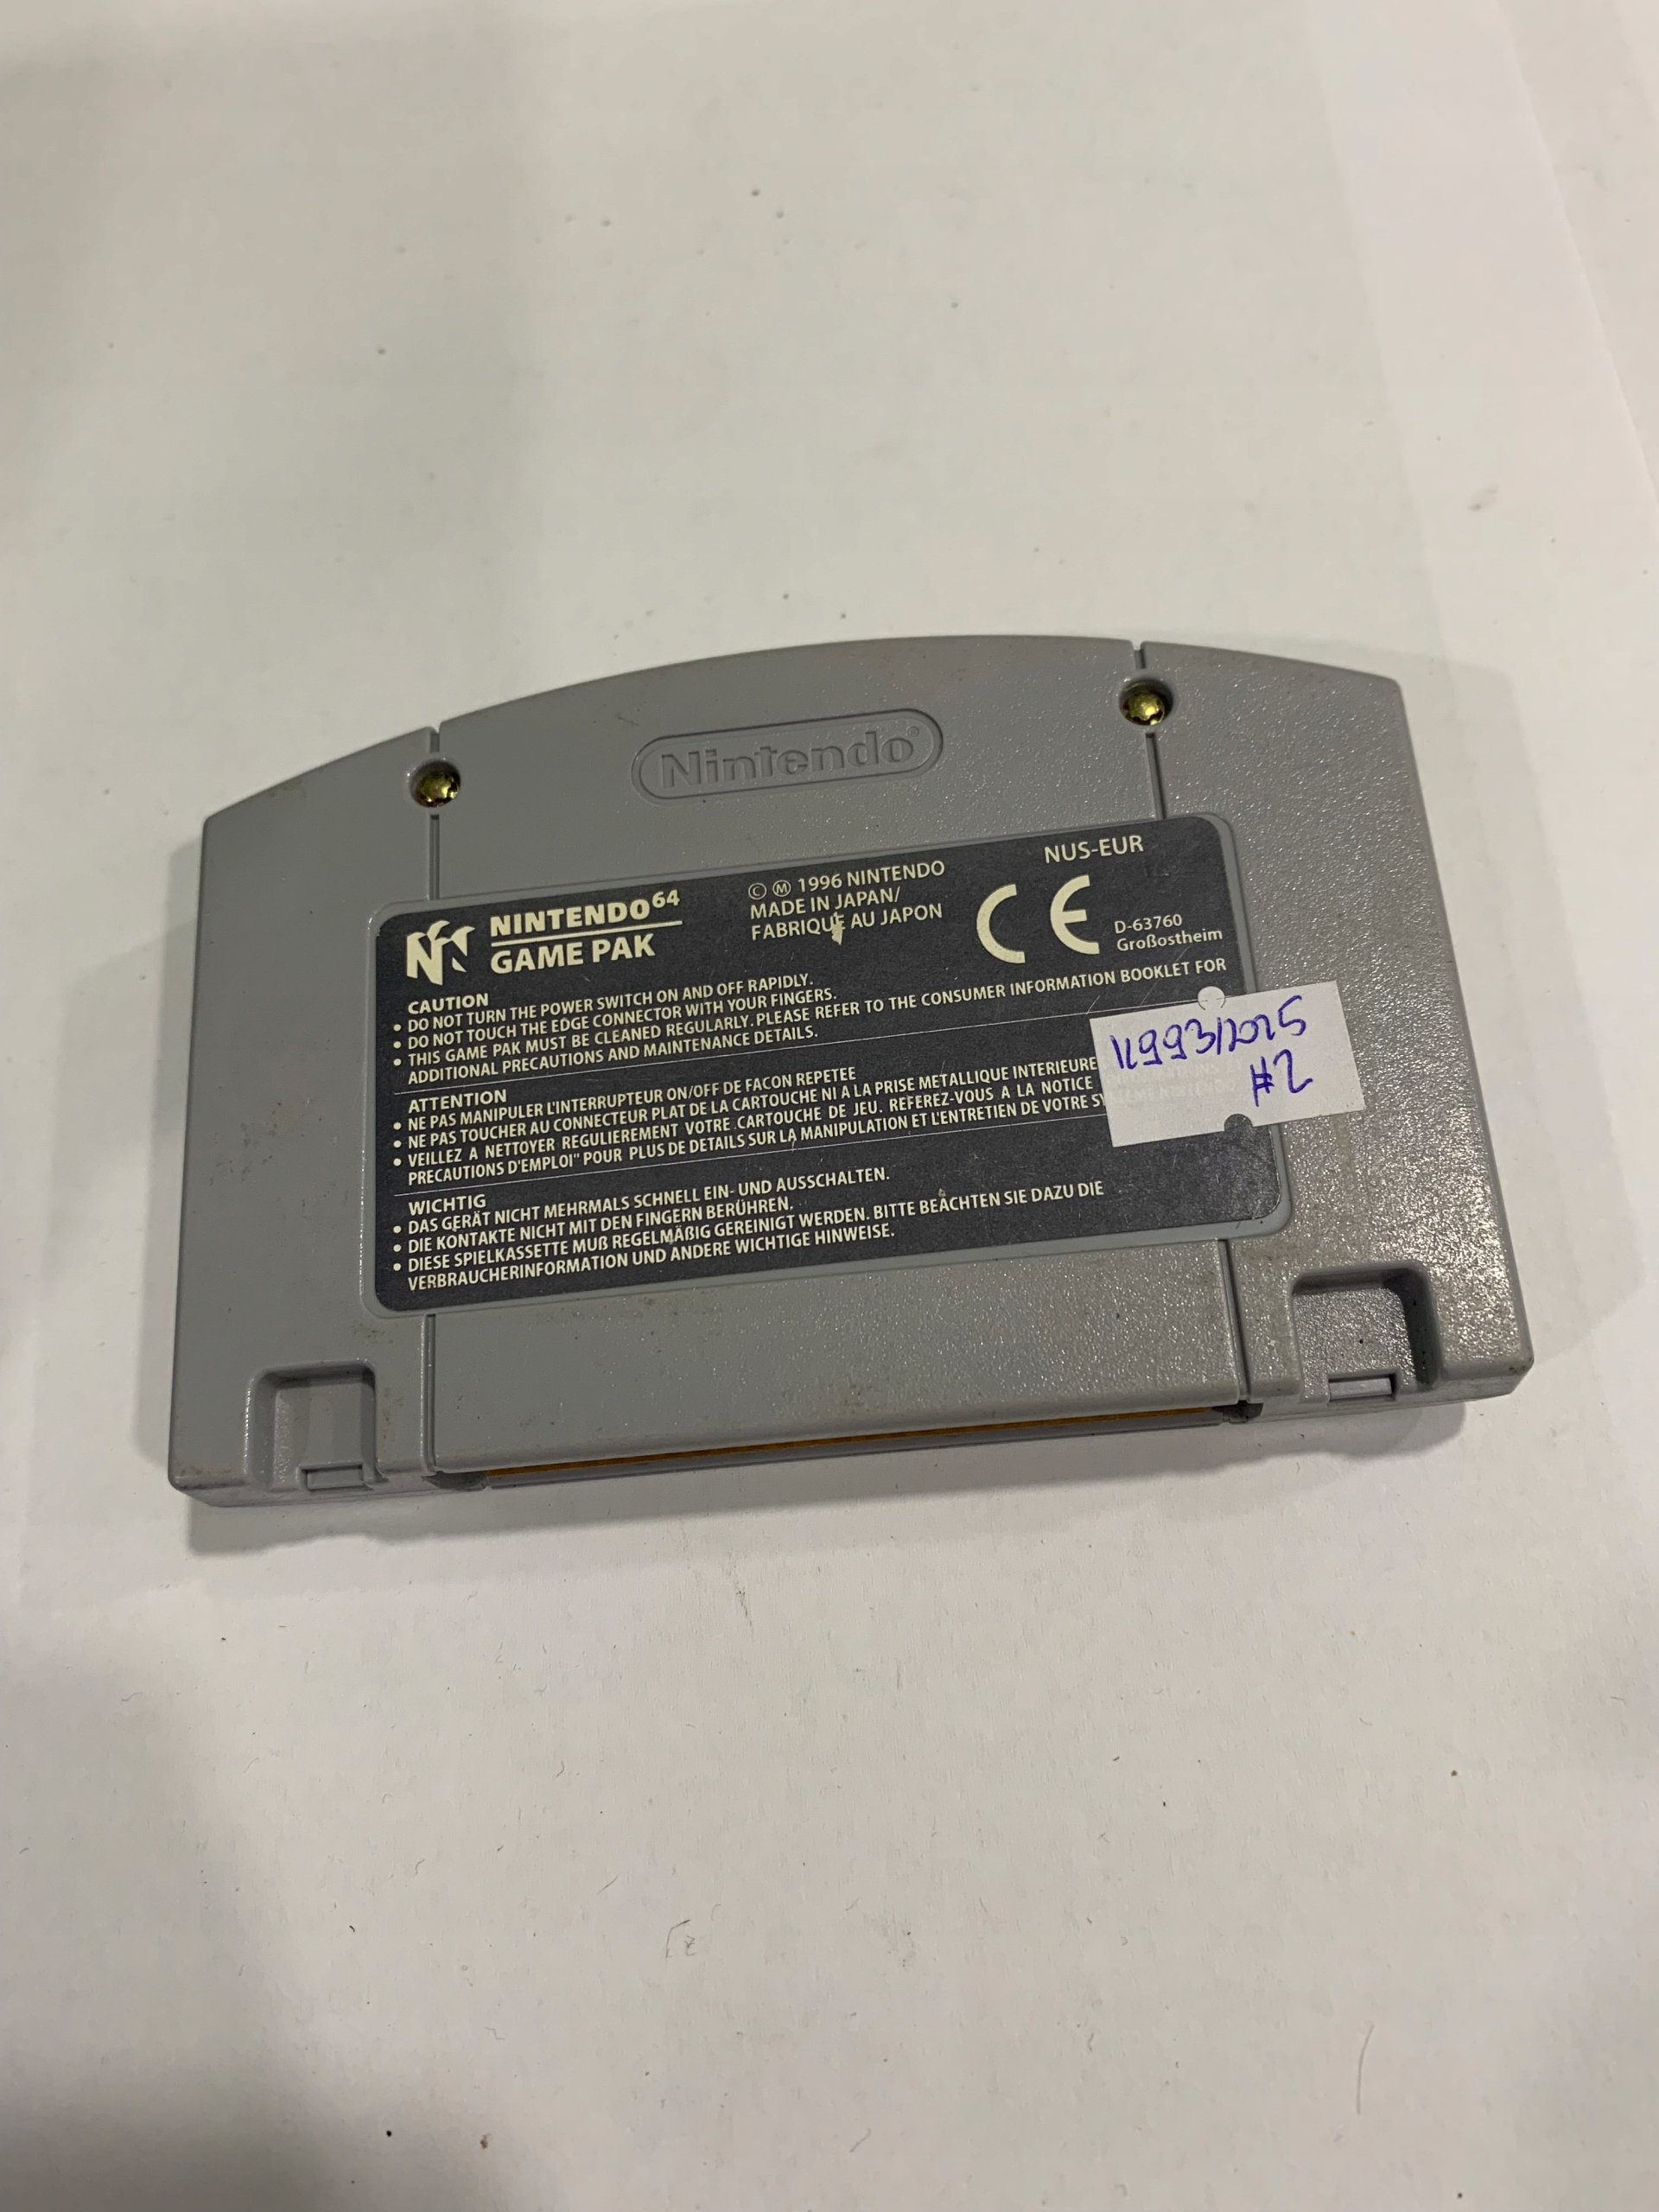 Nintendo®
NINTENDO 64
GAME PAK
© Ⓜ 1996 NINTENDO
MADE IN JAPAN/
FABRIQUÉ AU JAPON
NUS-EUR
CE
D-63760
Großostheim
CAUTION
• DO NOT TURN THE POWER SWITCH ON AND OFF RAPIDLY.
• DO NOT TOUCH THE EDGE CONNECTOR WITH YOUR FINGERS.
• THIS GAME PAK MUST BE CLEANED REGULARLY. PLEASE REFER TO THE CONSUMER INFORMATION BOOKLET FOR
ADDITIONAL PRECAUTIONS AND MAINTENANCE DETAILS.
ATTENTION
• NE PAS MANIPULER L'INTERRUPTEUR ON/OFF DE FACON REPETEE
• NE PAS TOUCHER AU CONNECTEUR PLAT DE LA CARTOUCHE NI A LA PRISE METALLIQUE INTERIEURE
• VEILLEZ A NETTOYER REGULIEREMENT VOTRE CARTOUCHE DE JEU. REFEREZ-VOUS A LA NOTICE
PRECAUTIONS D'EMPLOI" POUR PLUS DE DETAILS SUR LA MANIPULATION ET L'ENTRETIEN DE VOTRE SYSTEME NINTENDO
WICHTIG
• DAS GERÄT NICHT MEHRMALS SCHNELL EIN- UND AUSSCHALTEN.
• DIE KONTAKTE NICHT MIT DEN FINGERN BERÜHREN.
• DIESE SPIELKASSETTE MUß REGELMÄßIG GEREINIGT WERDEN. BITTE BEACHTEN SIE DAZU DIE
VERBRAUCHERINFORMATION UND ANDERE WICHTIGE HINWEISE.
#2